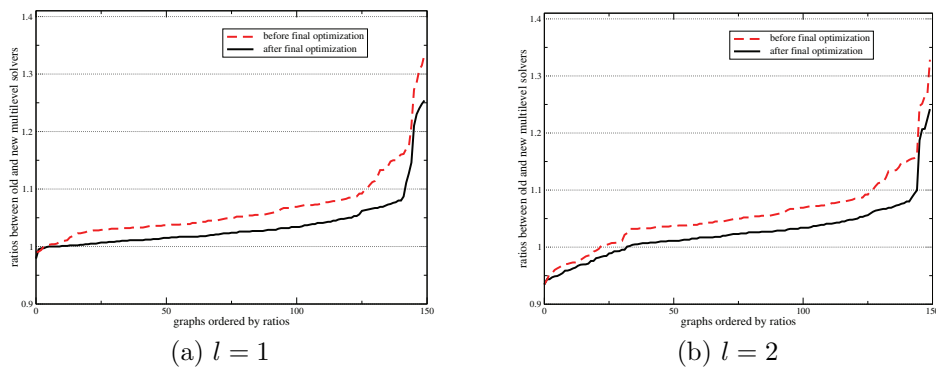 1.4
1.3
1.2
1.1
1
0.9
ratios between old and new multilevel solvers
before final optimization
after final optimization
0
50
100
150
graphs ordered by ratios
(a) l = 1
1.4
1.3
1.2
1.1
1
0.9
ratios between old and new multilevel solvers
before final optimization
after final optimization
0
50
100
150
graphs ordered by ratios
(b) l = 2